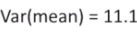 Var(mean) = 11.1